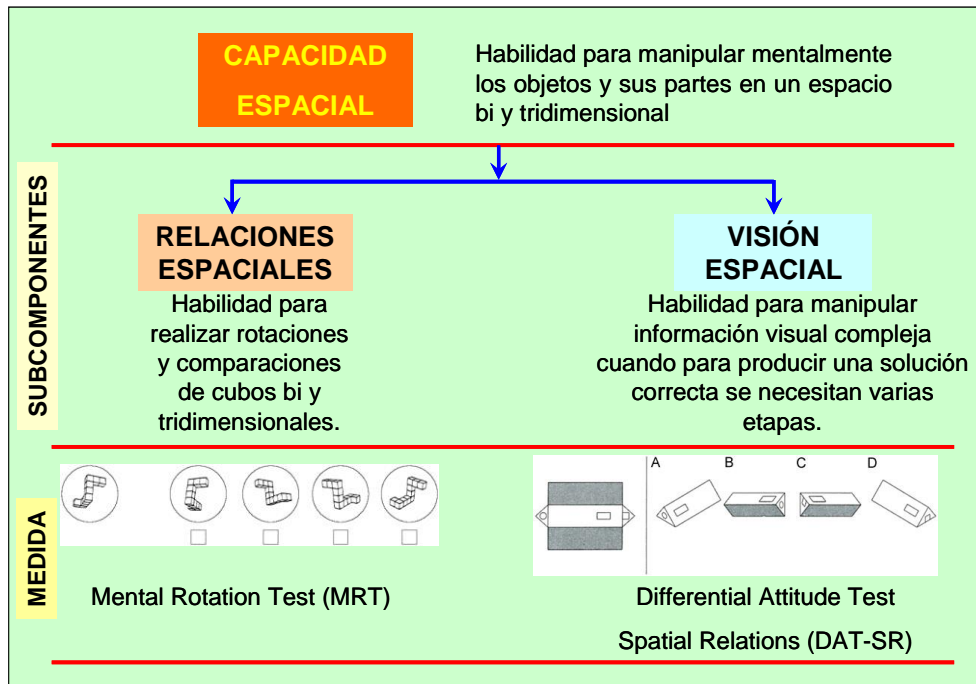 CAPACIDAD
ESPACIAL
Habilidad para manipular mentalmente
los objetos y sus partes en un espacio
bi y tridimensional
SUBCOMPONENTES
RELACIONES
ESPACIALES
Habilidad para
realizar rotaciones
y comparaciones
de cubos bi y
tridimensionales.
VISIÓN
ESPACIAL
Habilidad para manipular
información visual compleja
cuando para producir una solución
correcta se necesitan varias
etapas.
MEDIDA
A B C D
Mental Rotation Test (MRT)
Differential Attitude Test
Spatial Relations (DAT-SR)